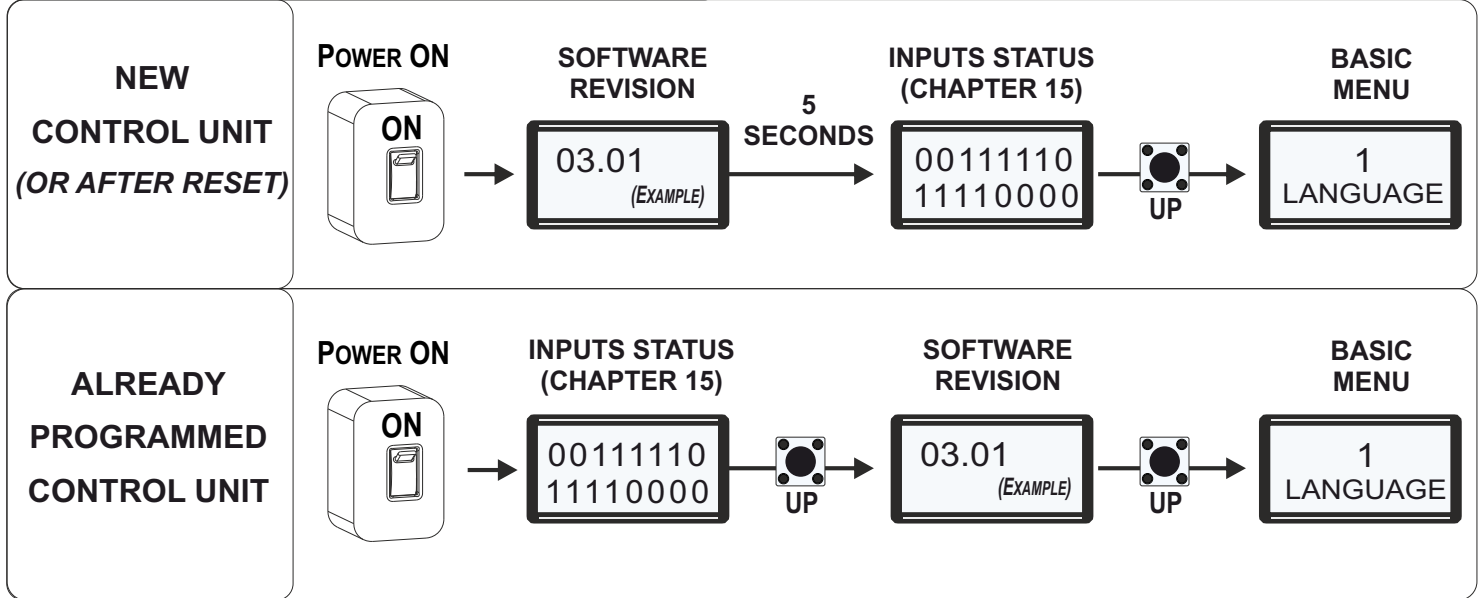 NEW
CONTROL UNIT
(OR AFTER RESET)
POWER ON
ON
SOFTWARE
REVISION
03.01
(EXAMPLE)
5
SECONDS
INPUTS STATUS
(CHAPTER 15)
00111110
11110000
UP
BASIC
MENU
1
LANGUAGE
ALREADY
PROGRAMMED
CONTROL UNIT
POWER ON
ON
INPUTS STATUS
(CHAPTER 15)
00111110
11110000
UP
SOFTWARE
REVISION
03.01
(EXAMPLE)
UP
BASIC
MENU
1
LANGUAGE